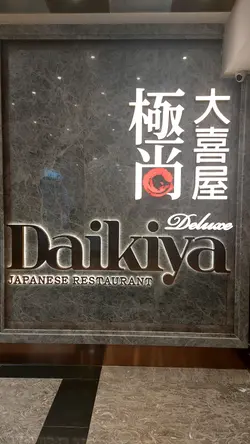 大喜屋
極尚
Deluxe
Daikiya
JAPANESE RESTAURANT